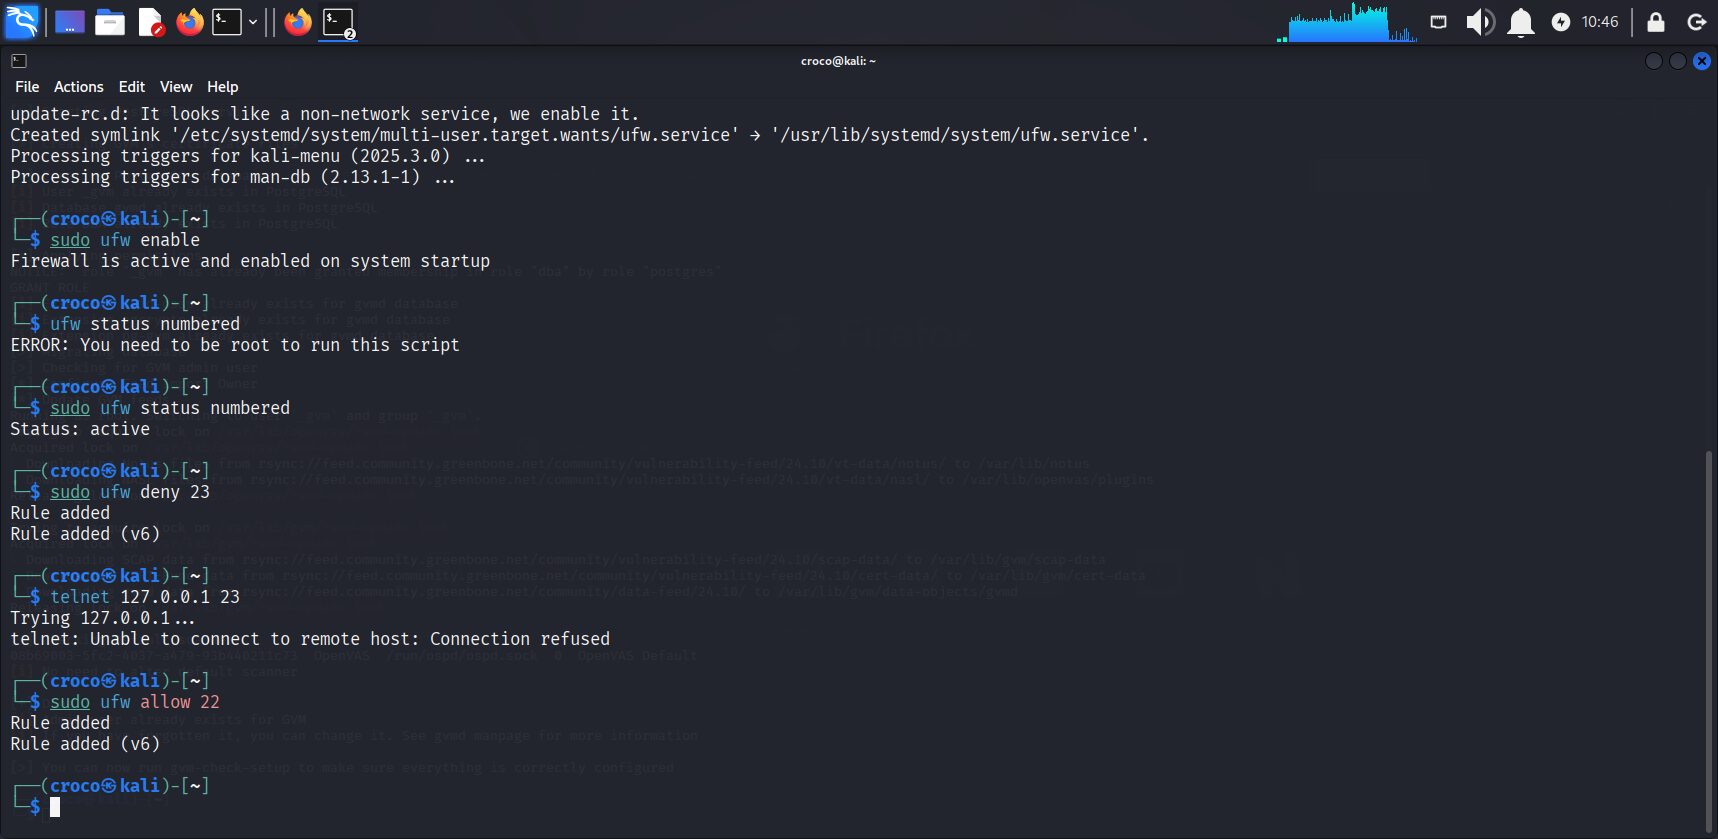 10:46
croco@kali: ~
File Actions Edit View Help
update-rc.d: It looks like a non-network service, we enable it.
Created symlink '/etc/systemd/system/multi-user.target.wants/ufw.service' → '/usr/lib/systemd/system/ufw.service'.
Processing triggers for kali-menu (2025.3.0) ...
Processing triggers for man-db (2.13.1-1) ...
┌──(croco㉿kali)-[~]
└─$ sudo ufw enable
Firewall is active and enabled on system startup
┌──(croco㉿kali)-[~]
└─$ ufw status numbered
ERROR: You need to be root to run this script
┌──(croco㉿kali)-[~]
└─$ sudo ufw status numbered
Status: active
┌──(croco㉿kali)-[~]
└─$ sudo ufw deny 23
Rule added
Rule added (v6)
┌──(croco㉿kali)-[~]
└─$ telnet 127.0.0.1 23
Trying 127.0.0.1...
telnet: Unable to connect to remote host: Connection refused
┌──(croco㉿kali)-[~]
└─$ sudo ufw allow 22
Rule added
Rule added (v6)
┌──(croco㉿kali)-[~]
└─$